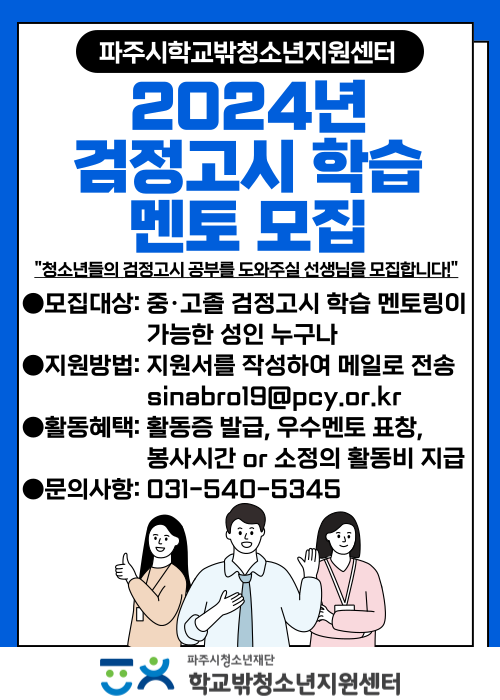 파주시학교밖청소년지원센터
2024년
검정고시 학습
멘토 모집
"청소년들의 검정고시 공부를 도와주실 선생님을 모집합니다!"
●모집대상: 중·고졸 검정고시 학습 멘토링이
가능한 성인 누구나
●지원방법: 지원서를 작성하여 메일로 전송
sinabro19@pcy.or.kr
●활동혜택: 활동증 발급, 우수멘토 표창,
봉사시간 or 소정의 활동비 지급
●문의사항: 031-540-5345
파주시청소년재단
학교밖청소년지원센터